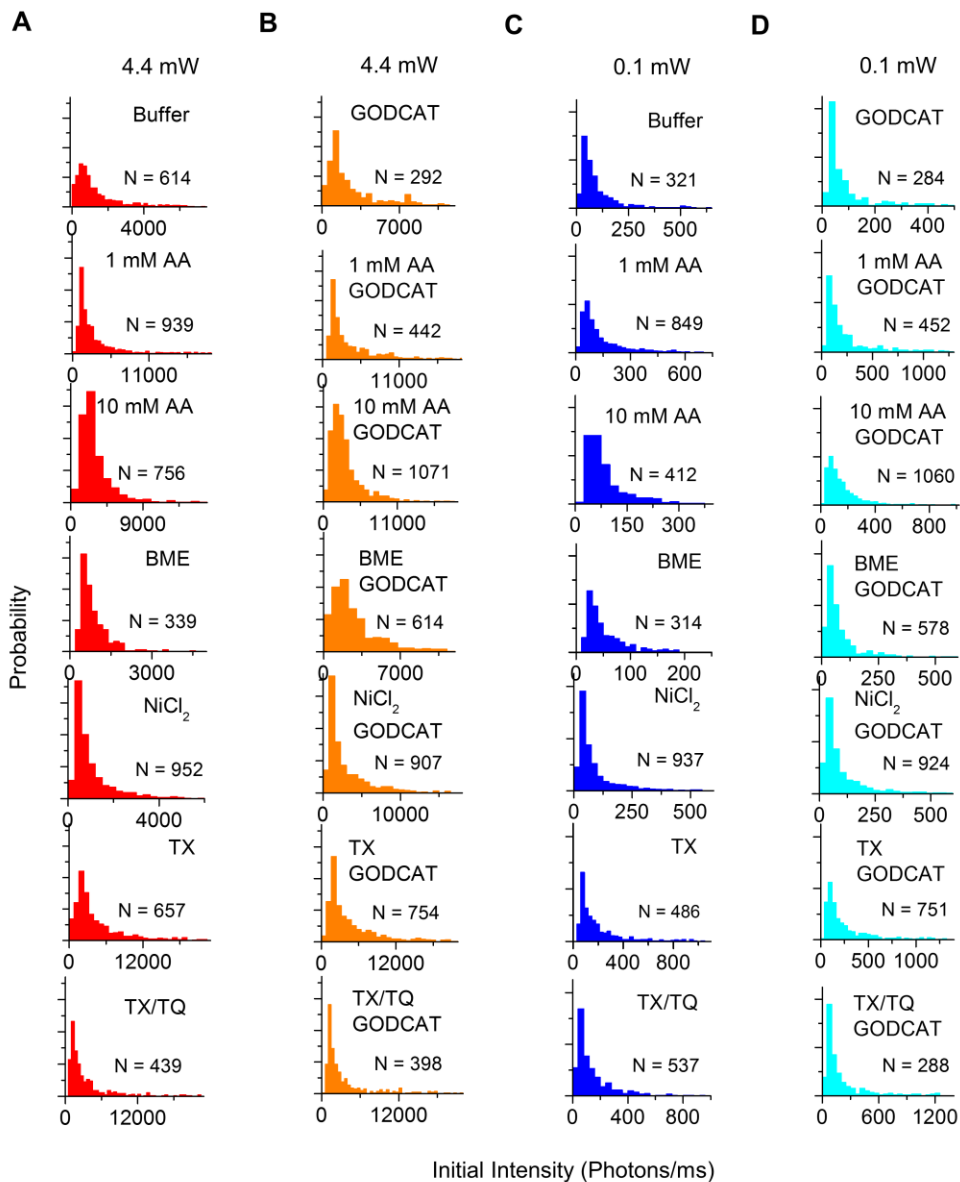 A
B
C
D
4.4 mW
4.4 mW
0.1 mW
0.1 mW
Buffer
N = 614
0 4000
GODCAT
N = 292
0 7000
Buffer
N = 321
0 250 500
GODCAT
N = 284
0 200 400
1 mM AA
N = 939
0 11000
1 mM AA
GODCAT
N = 442
0 11000
1 mM AA
N = 849
0 300 600
1 mM AA
GODCAT
N = 452
0 500 1000
10 mM AA
N = 756
0 9000
10 mM AA
GODCAT
N = 1071
0 11000
10 mM AA
N = 412
0 150 300
10 mM AA
GODCAT
N = 1060
0 400 800
BME
N = 339
0 3000
BME
GODCAT
N = 614
0 7000
BME
N = 314
0 100 200
BME
GODCAT
N = 578
0 250 500
NiCl₂
N = 952
0 4000
NiCl₂
GODCAT
N = 907
0 10000
NiCl₂
N = 937
0 250 500
NiCl₂
GODCAT
N = 924
0 250 500
TX
N = 657
0 12000
TX
GODCAT
N = 754
0 12000
TX
N = 486
0 400 800
TX
GODCAT
N = 751
0 500 1000
TX/TQ
N = 439
0 12000
TX/TQ
GODCAT
N = 398
0 12000
TX/TQ
N = 537
0 400 800
TX/TQ
GODCAT
N = 288
0 600 1200
Probability
Initial Intensity (Photons/ms)